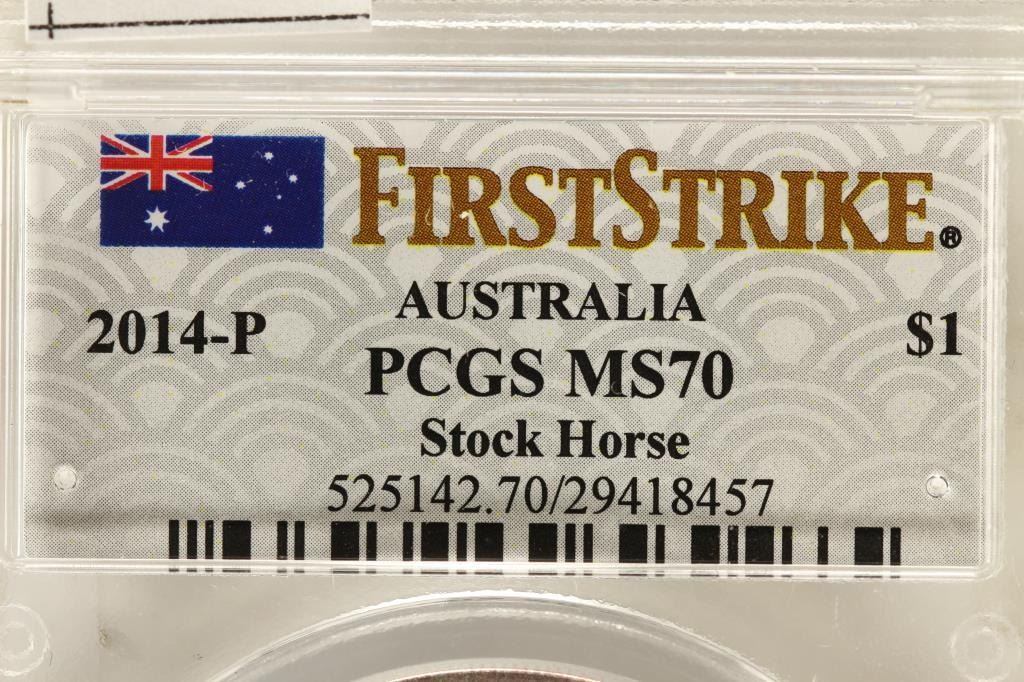 FIRSTSTRIKE®
AUSTRALIA
2014-P $1
PCGS MS70
Stock Horse
525142.70/29418457